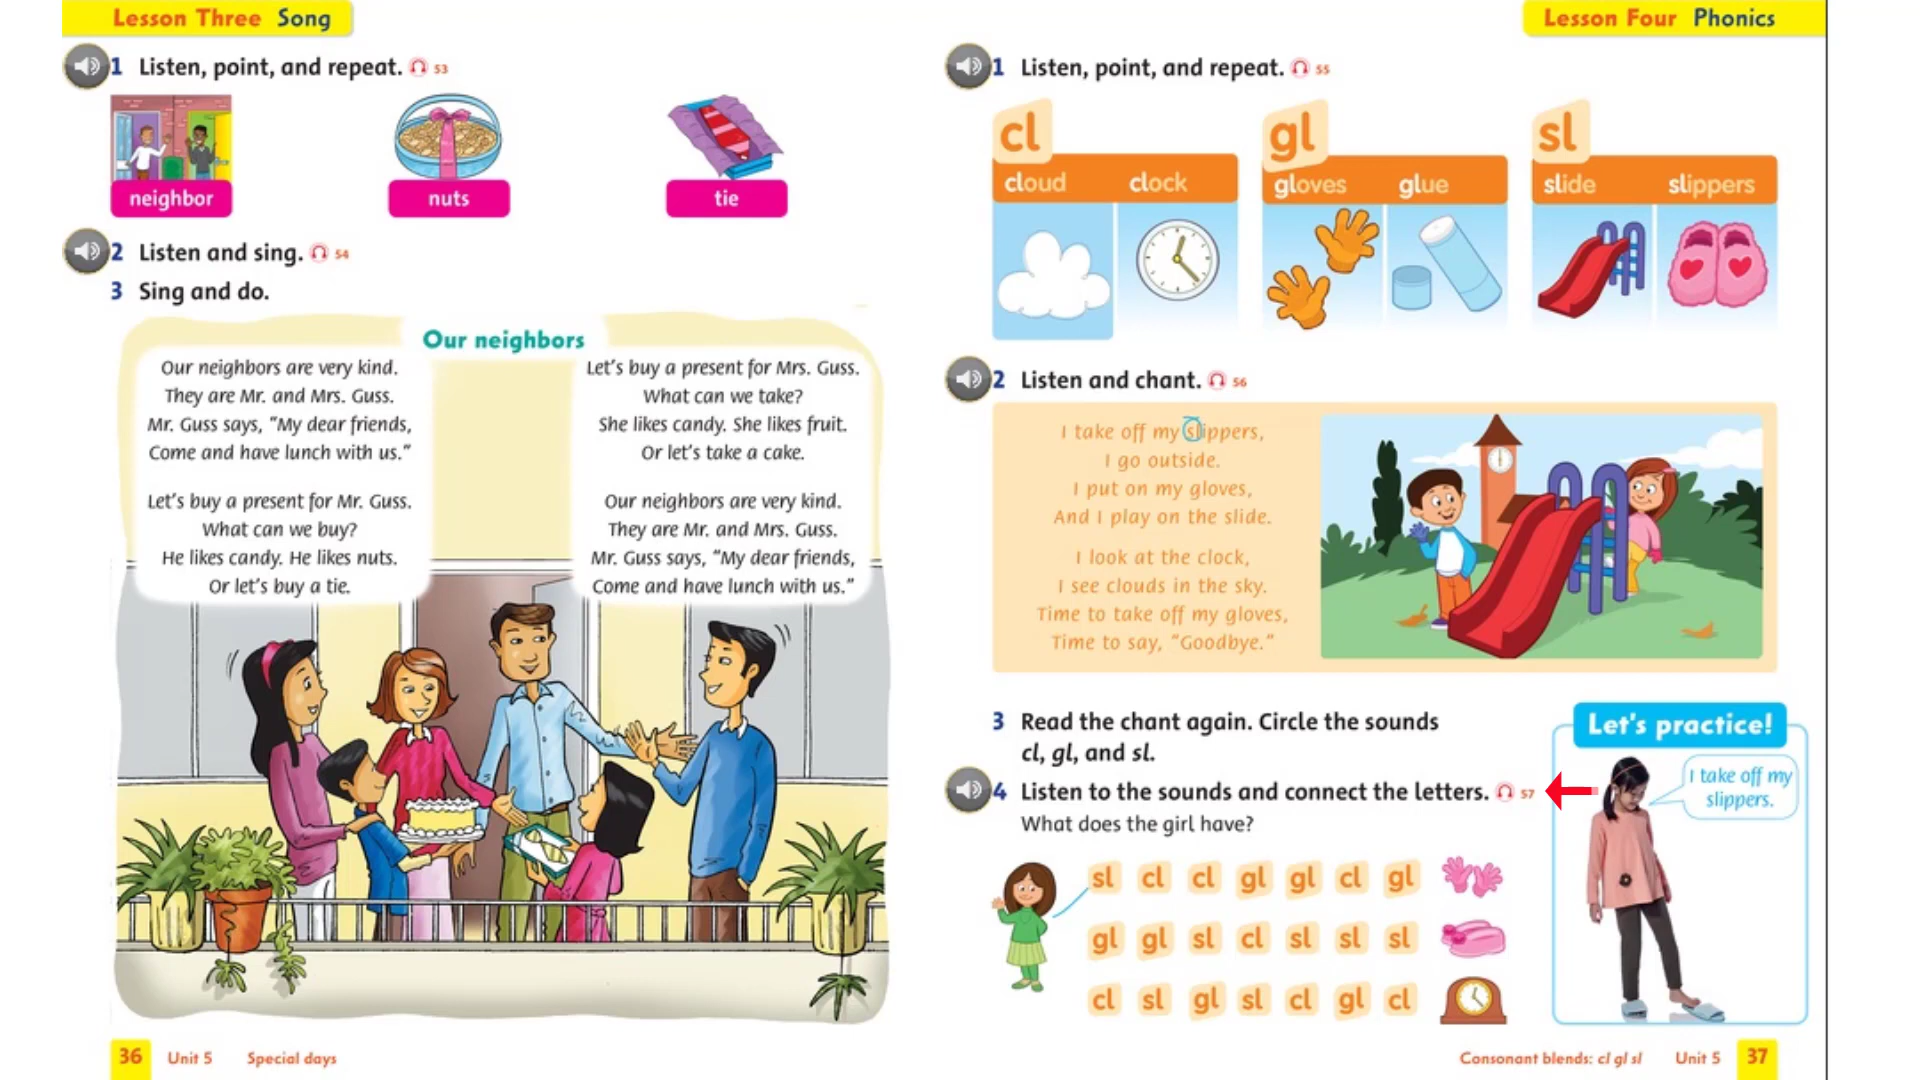 Lesson Three Song
1 Listen, point, and repeat. 53
neighbor
nuts
tie
2 Listen and sing. 54
3 Sing and do.
Our neighbors
Our neighbors are very kind.
They are Mr. and Mrs. Guss.
Mr. Guss says, “My dear friends,
Come and have lunch with us.”
Let’s buy a present for Mr. Guss.
What can we buy?
He likes candy. He likes nuts.
Or let’s buy a tie.
Let’s buy a present for Mrs. Guss.
What can we take?
She likes candy. She likes fruit.
Or let’s take a cake.
Our neighbors are very kind.
They are Mr. and Mrs. Guss.
Mr. Guss says, “My dear friends,
Come and have lunch with us.”
36 Unit 5 Special days
Lesson Four Phonics
1 Listen, point, and repeat. 55
cl
cloud clock
gl
gloves glue
sl
slide slippers
2 Listen and chant. 56
I take off my slippers,
I go outside.
I put on my gloves,
And I play on the slide.
I look at the clock,
I see clouds in the sky.
Time to take off my gloves,
Time to say, “Goodbye.”
3 Read the chant again. Circle the sounds
cl, gl, and sl.
4 Listen to the sounds and connect the letters. 57
What does the girl have?
sl cl cl gl gl cl gl
gl gl sl cl sl sl sl
cl sl gl sl cl gl cl
Let’s practice!
I take off my
slippers.
Consonant blends: cl gl sl Unit 5 37